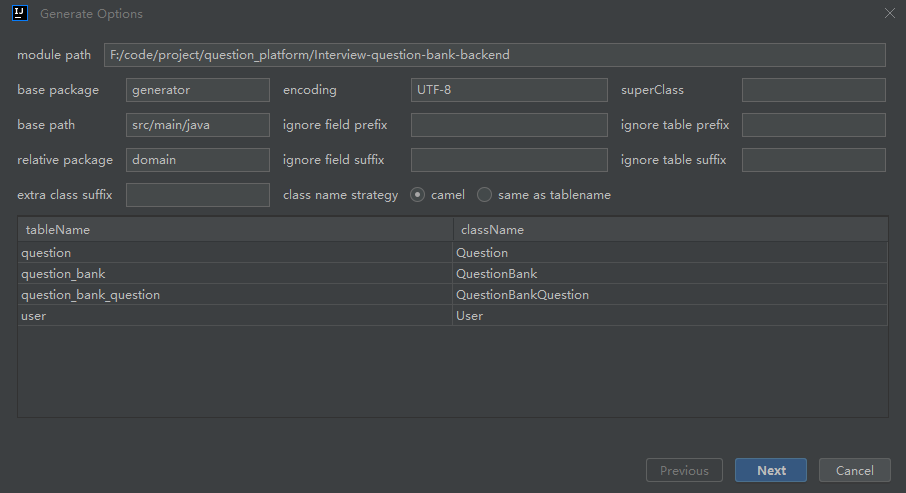 IJ Generate Options
module path F:/code/project/question_platform/Interview-question-bank-backend
base package generator encoding UTF-8 superClass
base path src/main/java ignore field prefix ignore table prefix
relative package domain ignore field suffix ignore table suffix
extra class suffix class name strategy camel same as tablename
tableName className
question Question
question_bank QuestionBank
question_bank_question QuestionBankQuestion
user User
Previous Next Cancel